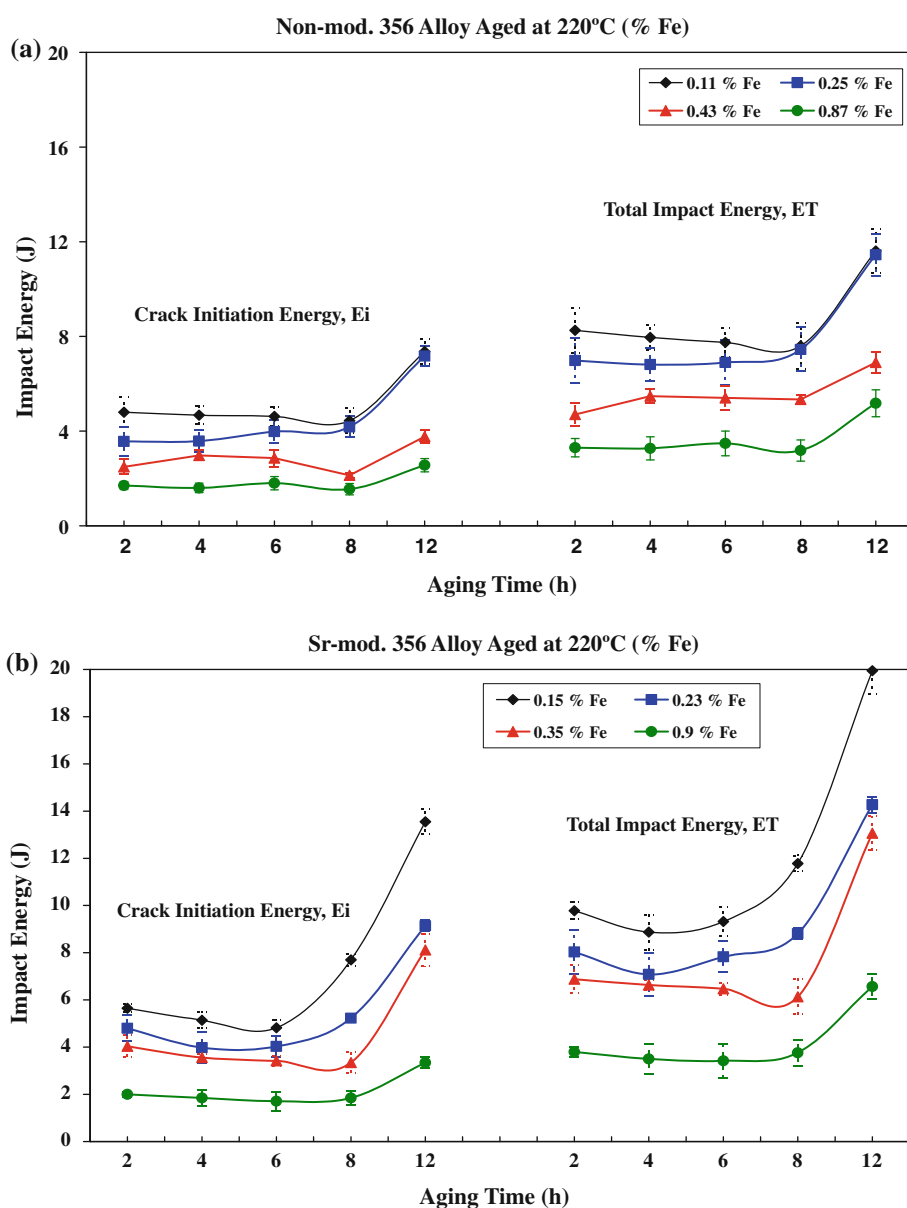 Non-mod. 356 Alloy Aged at 220ºC (% Fe)
(a)
20
16
12
8
4
0
Impact Energy (J)
0.11 % Fe 0.25 % Fe
0.43 % Fe 0.87 % Fe
Total Impact Energy, ET
Crack Initiation Energy, Ei
2 4 6 8 12 2 4 6 8 12
Aging Time (h)
Sr-mod. 356 Alloy Aged at 220ºC (% Fe)
(b)
20
18
16
14
12
10
8
6
4
2
0
Impact Energy (J)
0.15 % Fe 0.23 % Fe
0.35 % Fe 0.9 % Fe
Total Impact Energy, ET
Crack Initiation Energy, Ei
2 4 6 8 12 2 4 6 8 12
Aging Time (h)